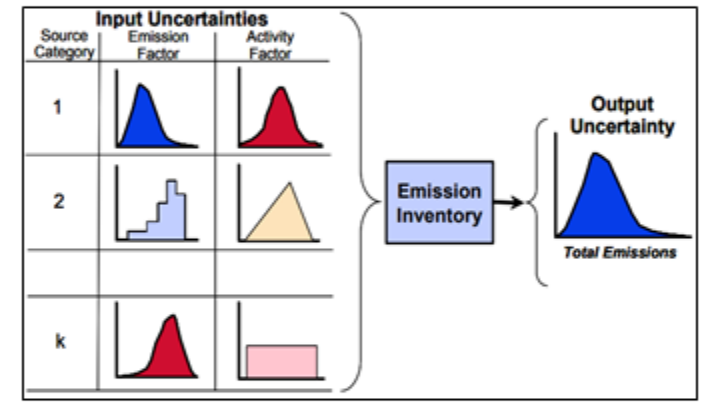 Input Uncertainties
Source
Category
Emission
Factor
Activity
Factor
1
2
k
Emission
Inventory
Output
Uncertainty
Total Emissions